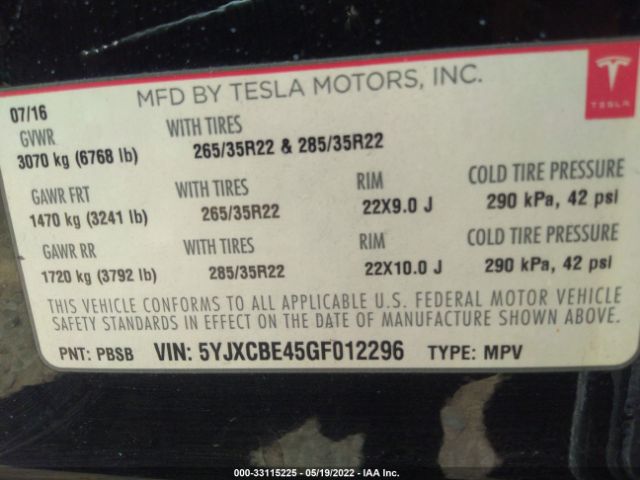 MFD BY TESLA MOTORS, INC.
TESLA
07/16
GVWR WITH TIRES
3070 kg (6768 lb) 265/35R22 & 285/35R22
GAWR FRT WITH TIRES RIM COLD TIRE PRESSURE
1470 kg (3241 lb) 265/35R22 22X9.0 J 290 kPa, 42 psi
GAWR RR WITH TIRES RIM COLD TIRE PRESSURE
1720 kg (3792 lb) 285/35R22 22X10.0 J 290 kPa, 42 psi
THIS VEHICLE CONFORMS TO ALL APPLICABLE U.S. FEDERAL MOTOR VEHICLE
SAFETY STANDARDS IN EFFECT ON THE DATE OF MANUFACTURE SHOWN ABOVE.
PNT: PBSB VIN: 5YJXCBE45GF012296 TYPE: MPV
000-33115225 - 05/19/2022 - IAA Inc.